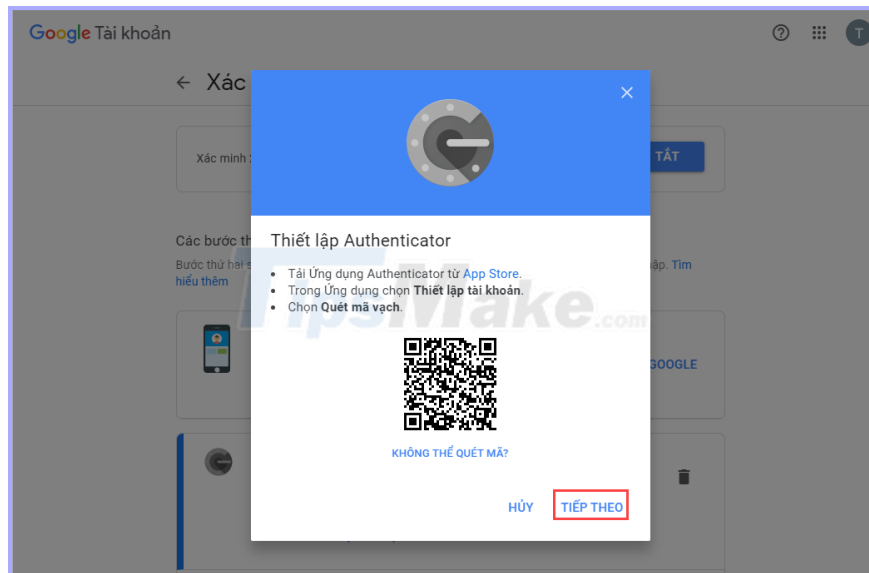 Google Tài khoản
T
Xác
Xác minh
TẮT
Thiết lập Authenticator
Tải Ứng dụng Authenticator từ App Store.
Trong Ứng dụng chọn Thiết lập tài khoản.
Chọn Quét mã vạch.
Các bước th
Bước thứ hai s
ập. Tìm
hiểu thêm
TipsMake.com
GOOGLE
KHÔNG THỂ QUÉT MÃ?
HỦY TIẾP THEO